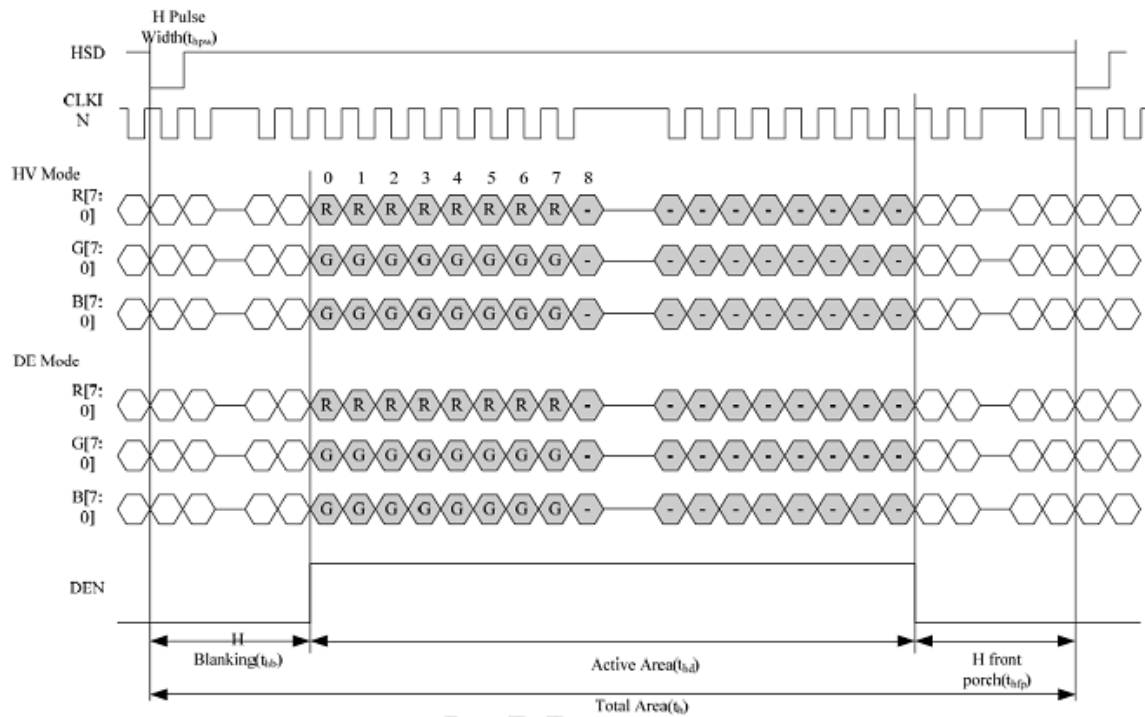 H Pulse
Width(thpw)
HSD
CLKI
N
HV Mode
0 1 2 3 4 5 6 7 8
R[7:
0]
R R R R R R R R - - - - - - - - -
G[7:
0]
G G G G G G G G - - - - - - - - -
B[7:
0]
G G G G G G G G - - - - - - - - -
DE Mode
R[7:
0]
R R R R R R R R - - - - - - - - -
G[7:
0]
G G G G G G G G - - - - - - - - -
B[7:
0]
G G G G G G G G - - - - - - - - -
DEN
H
Blanking(thb)
Active Area(thd)
H front
porch(thfp)
Total Area(th)